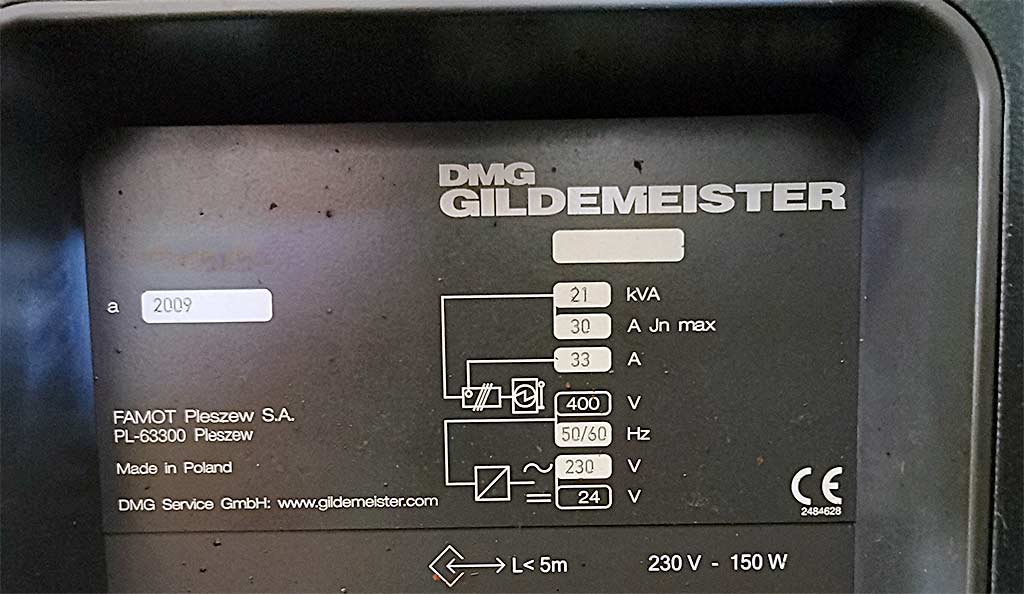 DMG
GILDEMEISTER
a 2009
21 kVA
30 A Jn max
33 A
400 V
50/60 Hz
230 V
24 V
FAMOT Pleszew S.A.
PL-63300 Pleszew
Made in Poland
DMG Service GmbH: www.gildemeister.com
CE
2484628
L< 5m
230 V - 150 W